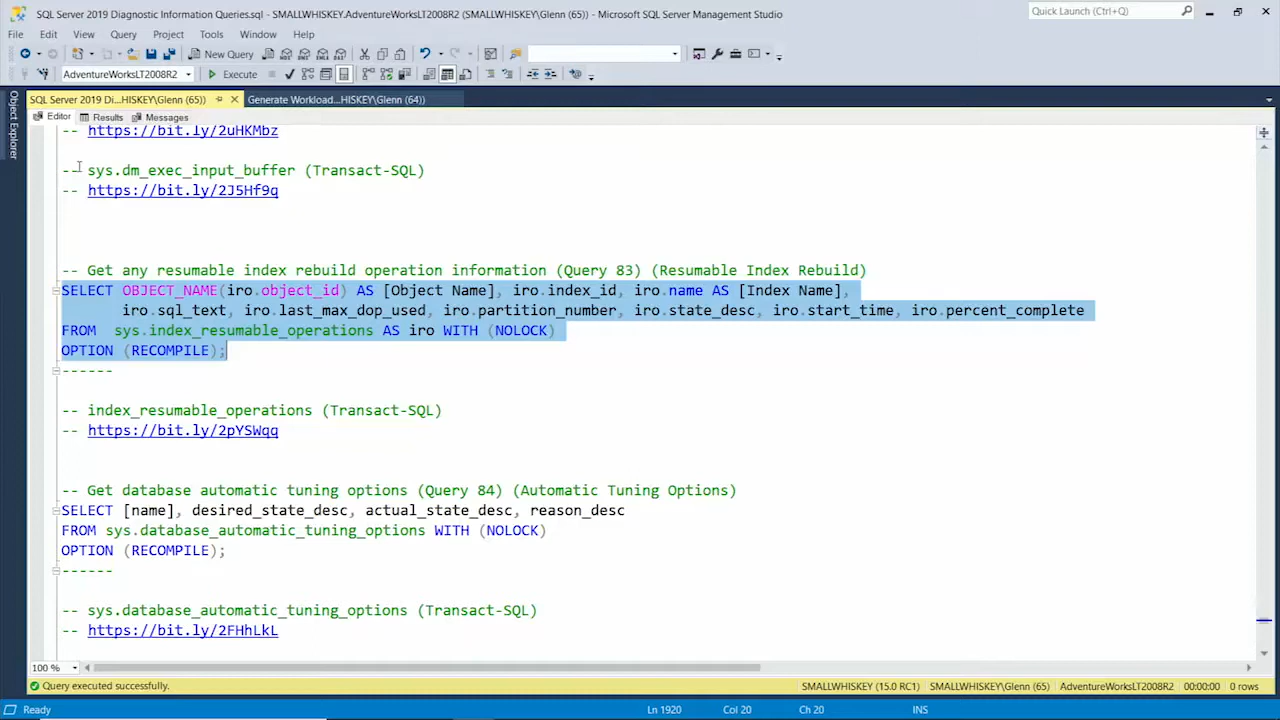 SQL Server 2019 Diagnostic Information Queries.sql - SMALLWHISKEY.AdventureWorksLT2008R2 (SMALLWHISKEY\Glenn (65)) - Microsoft SQL Server Management Studio
Quick Launch (Ctrl+Q)
File Edit View Query Project Tools Window Help
New Query
AdventureWorksLT2008R2 Execute
SQL Server 2019 Di...HISKEY\Glenn (65)) Generate Workload...HISKEY\Glenn (64))
Editor Results Messages
Object Explorer
-- https://bit.ly/2uHKMbz
-- sys.dm_exec_input_buffer (Transact-SQL)
-- https://bit.ly/2J5Hf9q
-- Get any resumable index rebuild operation information (Query 83) (Resumable Index Rebuild)
SELECT OBJECT_NAME(iro.object_id) AS [Object Name], iro.index_id, iro.name AS [Index Name],
iro.sql_text, iro.last_max_dop_used, iro.partition_number, iro.state_desc, iro.start_time, iro.percent_complete
FROM sys.index_resumable_operations AS iro WITH (NOLOCK)
OPTION (RECOMPILE);
------
-- index_resumable_operations (Transact-SQL)
-- https://bit.ly/2pYSWqq
-- Get database automatic tuning options (Query 84) (Automatic Tuning Options)
SELECT [name], desired_state_desc, actual_state_desc, reason_desc
FROM sys.database_automatic_tuning_options WITH (NOLOCK)
OPTION (RECOMPILE);
------
-- sys.database_automatic_tuning_options (Transact-SQL)
-- https://bit.ly/2FHhLkL
100 %
Query executed successfully. SMALLWHISKEY (15.0 RC1) SMALLWHISKEY\Glenn (65) AdventureWorksLT2008R2 00:00:00 0 rows
Ready Ln 1920 Col 20 Ch 20 INS